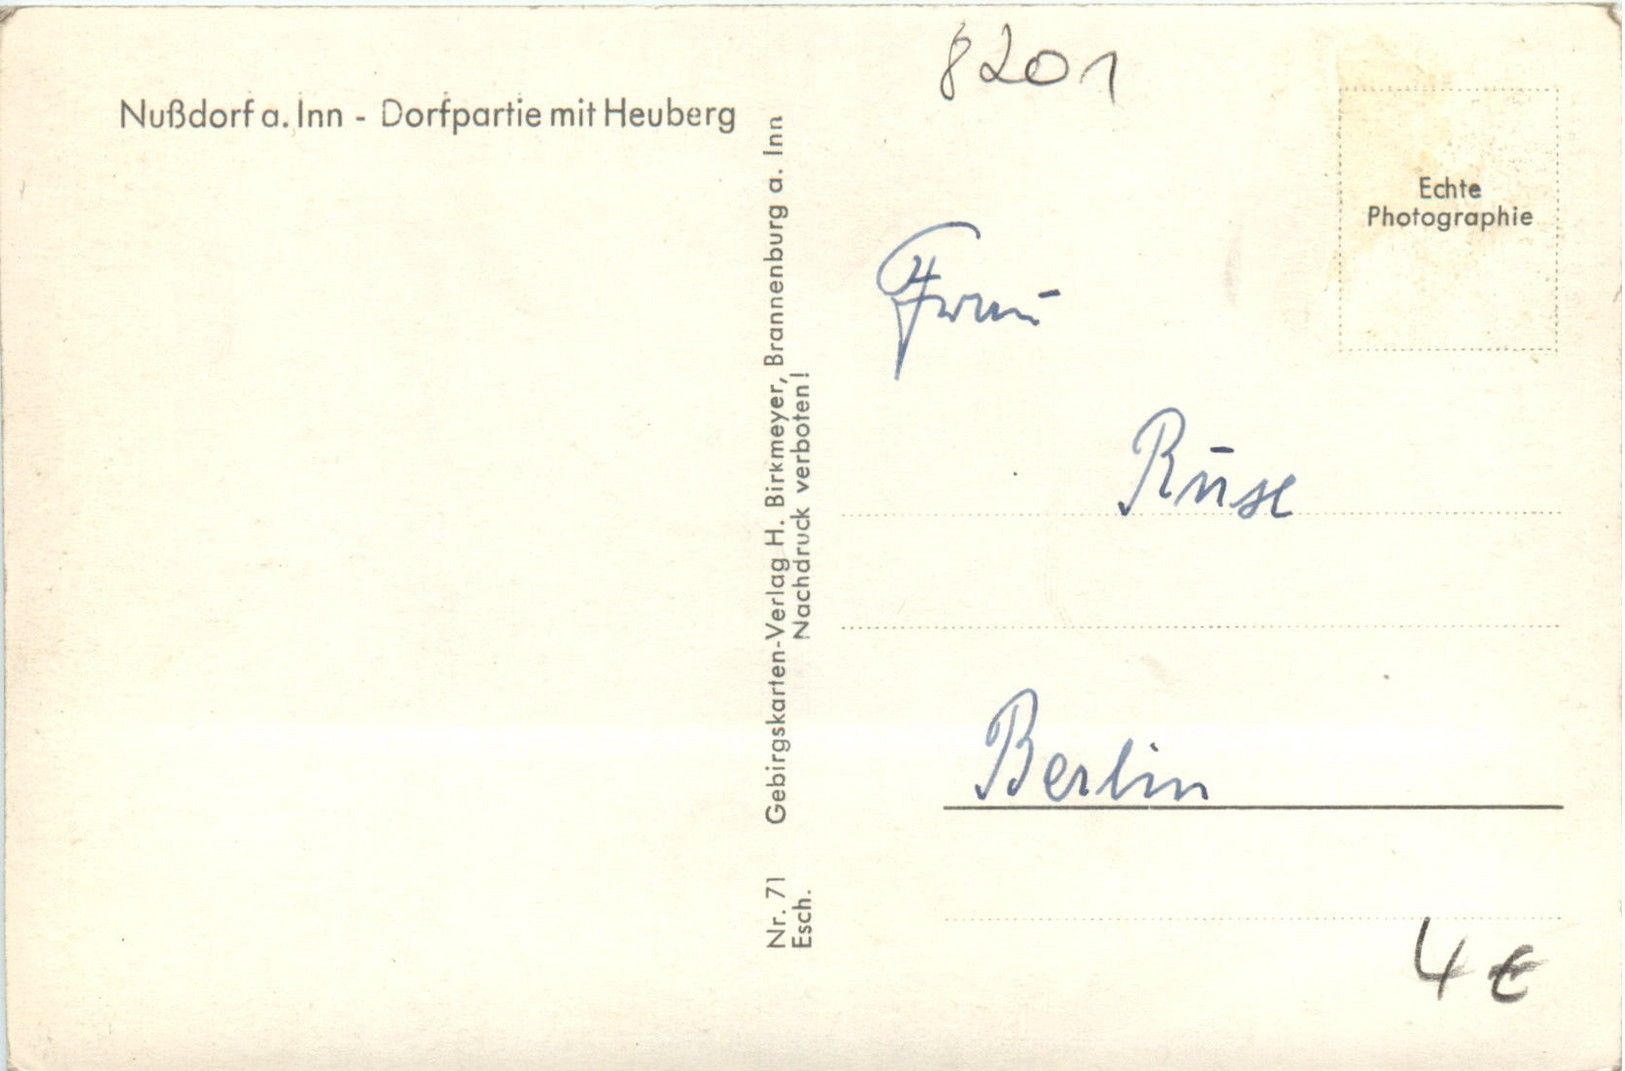 8201
Nußdorf a. Inn - Dorfpartie mit Heuberg
Echte
Photographie
Nr. 71 Gebirgskarten-Verlag H. Birkmeyer, Brannenburg a. Inn
Esch. Nachdruck verboten!
Frau
Ruse
Berlin
4 €